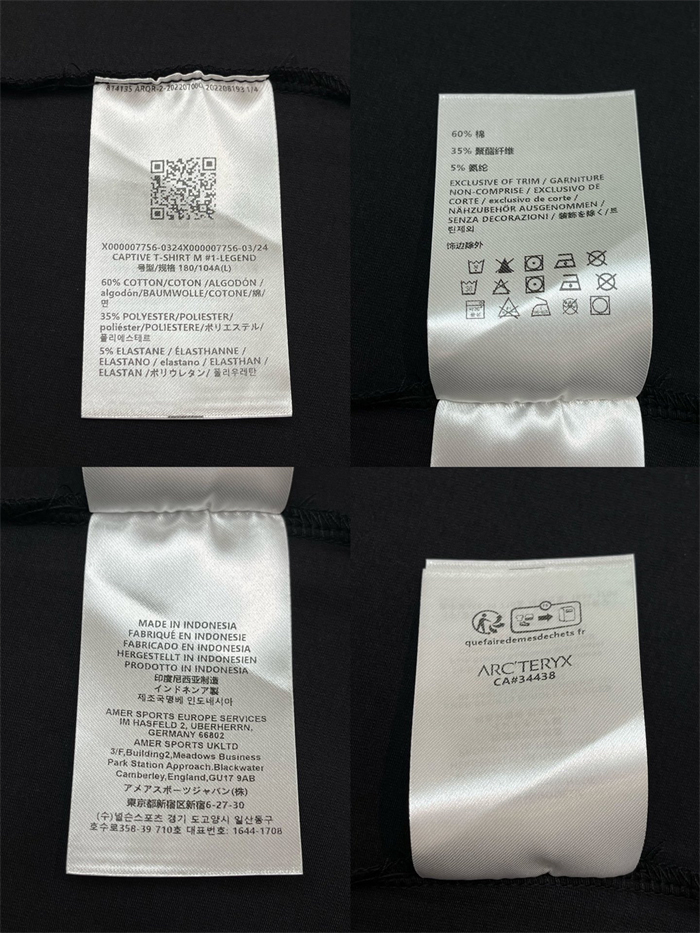 814135 ARQR-2-2022070 202208193 1/4
X000007756-0324X000007756-03/24
CAPTIVE T-SHIRT M #1-LEGEND
号型/规格 180/104A(L)
60% COTTON/COTON /ALGODÓN /
algodón/BAUMWOLLE/COTONE/綿/
면
35% POLYESTER/POLIESTER/
poliéster/POLIESTERE/ポリエステル/
폴리에스테르
5% ELASTANE / ÉLASTHANNE /
ELASTANO / elastano / ELASTHAN /
ELASTAN /ポリウレタン/ 폴리우레탄
60% 棉
35% 聚酯纤维
5% 氨纶
EXCLUSIVE OF TRIM / GARNITURE
NON-COMPRISE / EXCLUSIVO DE
CORTE / exclusivo de corte /
NÄHZUBEHÖR AUSGENOMMEN /
SENZA DECORAZIONI / 装飾を除く/트
림제외
饰边除外
MADE IN INDONESIA
FABRIQUÉ EN INDONESIE
FABRICADO EN INDONESIA
HERGESTELLT IN INDONESIEN
PRODOTTO IN INDONESIA
印度尼西亚制造
インドネンア製
제조국명베 인도네시마
AMER SPORTS EUROPE SERVICES
IM HASFELD 2, UBERHERRN,
GERMANY 66802
AMER SPORTS UKLTD
3/F,Building2,Meadows Business
Park Station Approach.Blackwater
Camberley,England,GU17 9AB
アメアスポーツジャパン(株)
東京都新宿区新宿6-27-30
(수)넬슨스포츠 경기 도고양시 일산동구
호수로358-39 710호 대표번호: 1644-1708
quefairedemesdechets fr
ARC'TERYX
CA#34438